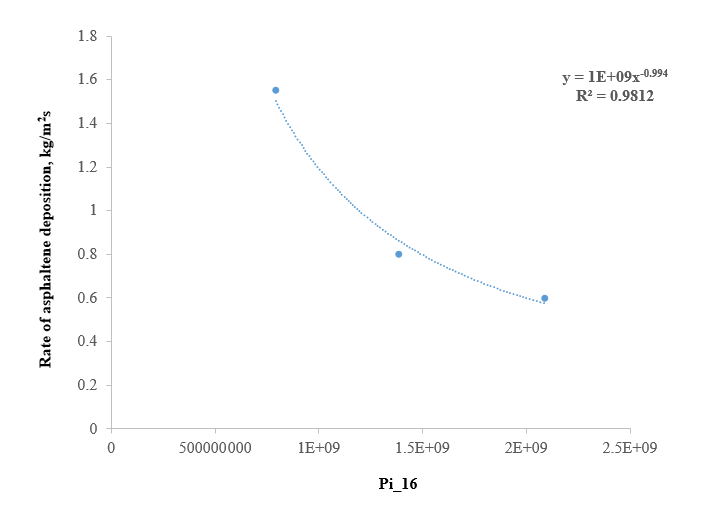 1.8
1.6
1.4
1.2
1
0.8
0.6
0.4
0.2
0
Rate of asphaltene deposition, kg/m²s
y = 1E+09x⁻⁰·⁹⁹⁴
R² = 0.9812
0 500000000 1E+09 1.5E+09 2E+09 2.5E+09
Pi_16